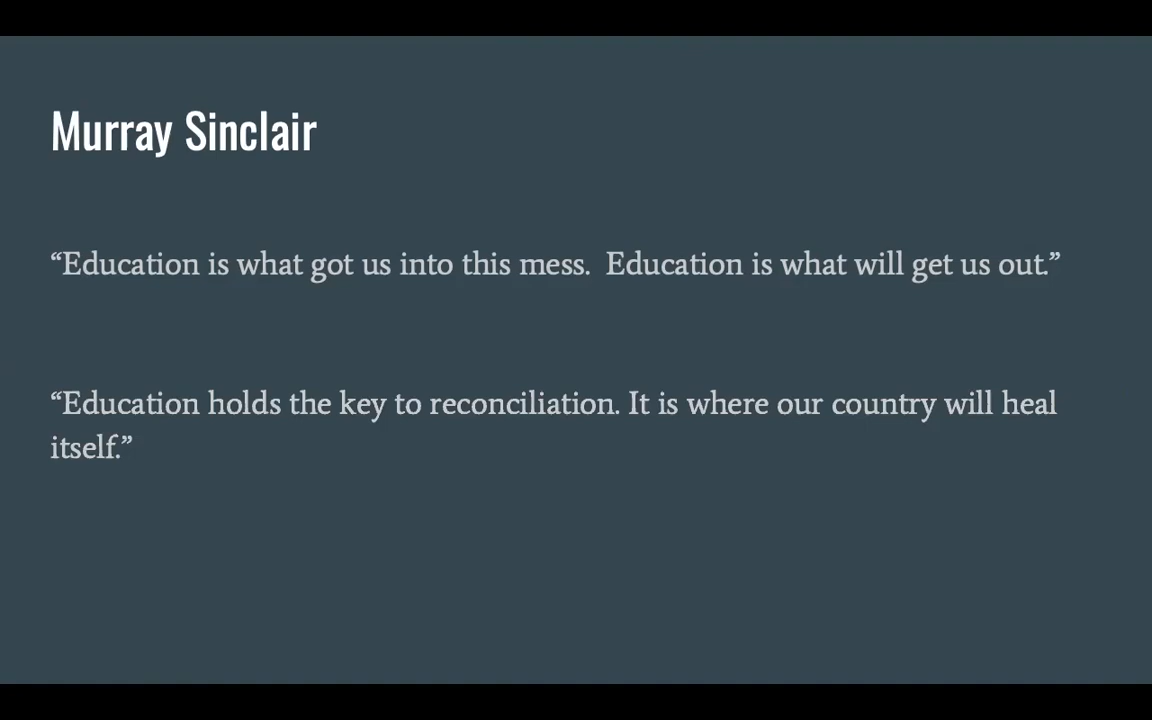 Murray Sinclair
“Education is what got us into this mess.  Education is what will get us out.”
“Education holds the key to reconciliation. It is where our country will heal
itself.”